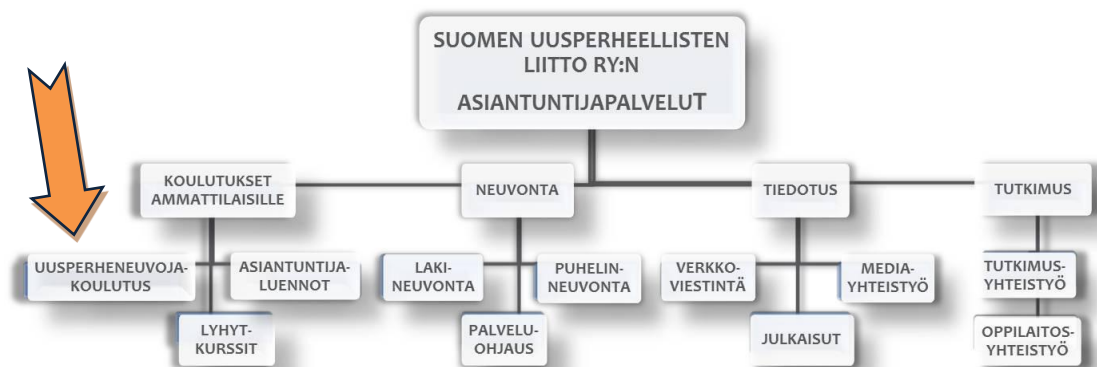 SUOMEN UUSPERHEELLISTEN
LIITTO RY:N
ASIANTUNTIJAPALVELUT
KOULUTUKSET
AMMATTILAISILLE
NEUVONTA
TIEDOTUS
TUTKIMUS
UUSPERHENEUVOJA-
KOULUTUS
ASIANTUNTIJA-
LUENNOT
LAKI-
NEUVONTA
PUHELIN-
NEUVONTA
VERKKO-
VIESTINTÄ
MEDIA-
YHTEISTYÖ
TUTKIMUS-
YHTEISTYÖ
LYHYT-
KURSSIT
PALVELU-
OHJAUS
JULKAISUT
OPPILAITOS-
YHTEISTYÖ